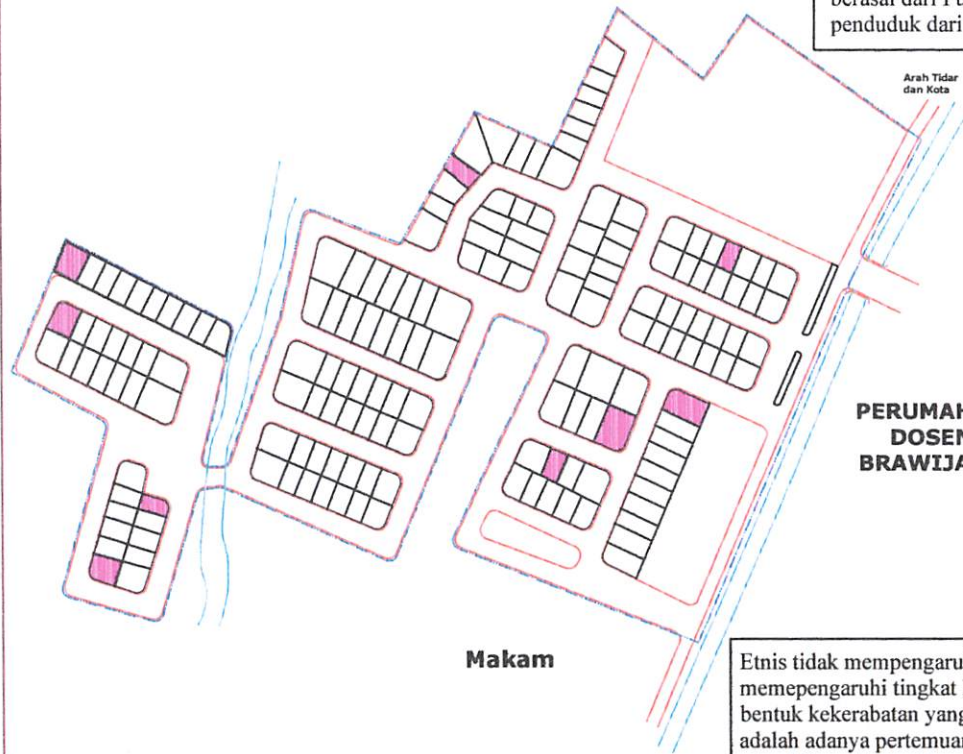 penduduk dari
Arah Tidar
dan Kota
PERUMAH
DOSEN
BRAWIJA
Makam
Etnis tidak mempengaru
memepengaruhi tingkat
bentuk kekerabatan yang
adalah adanya pertemuan